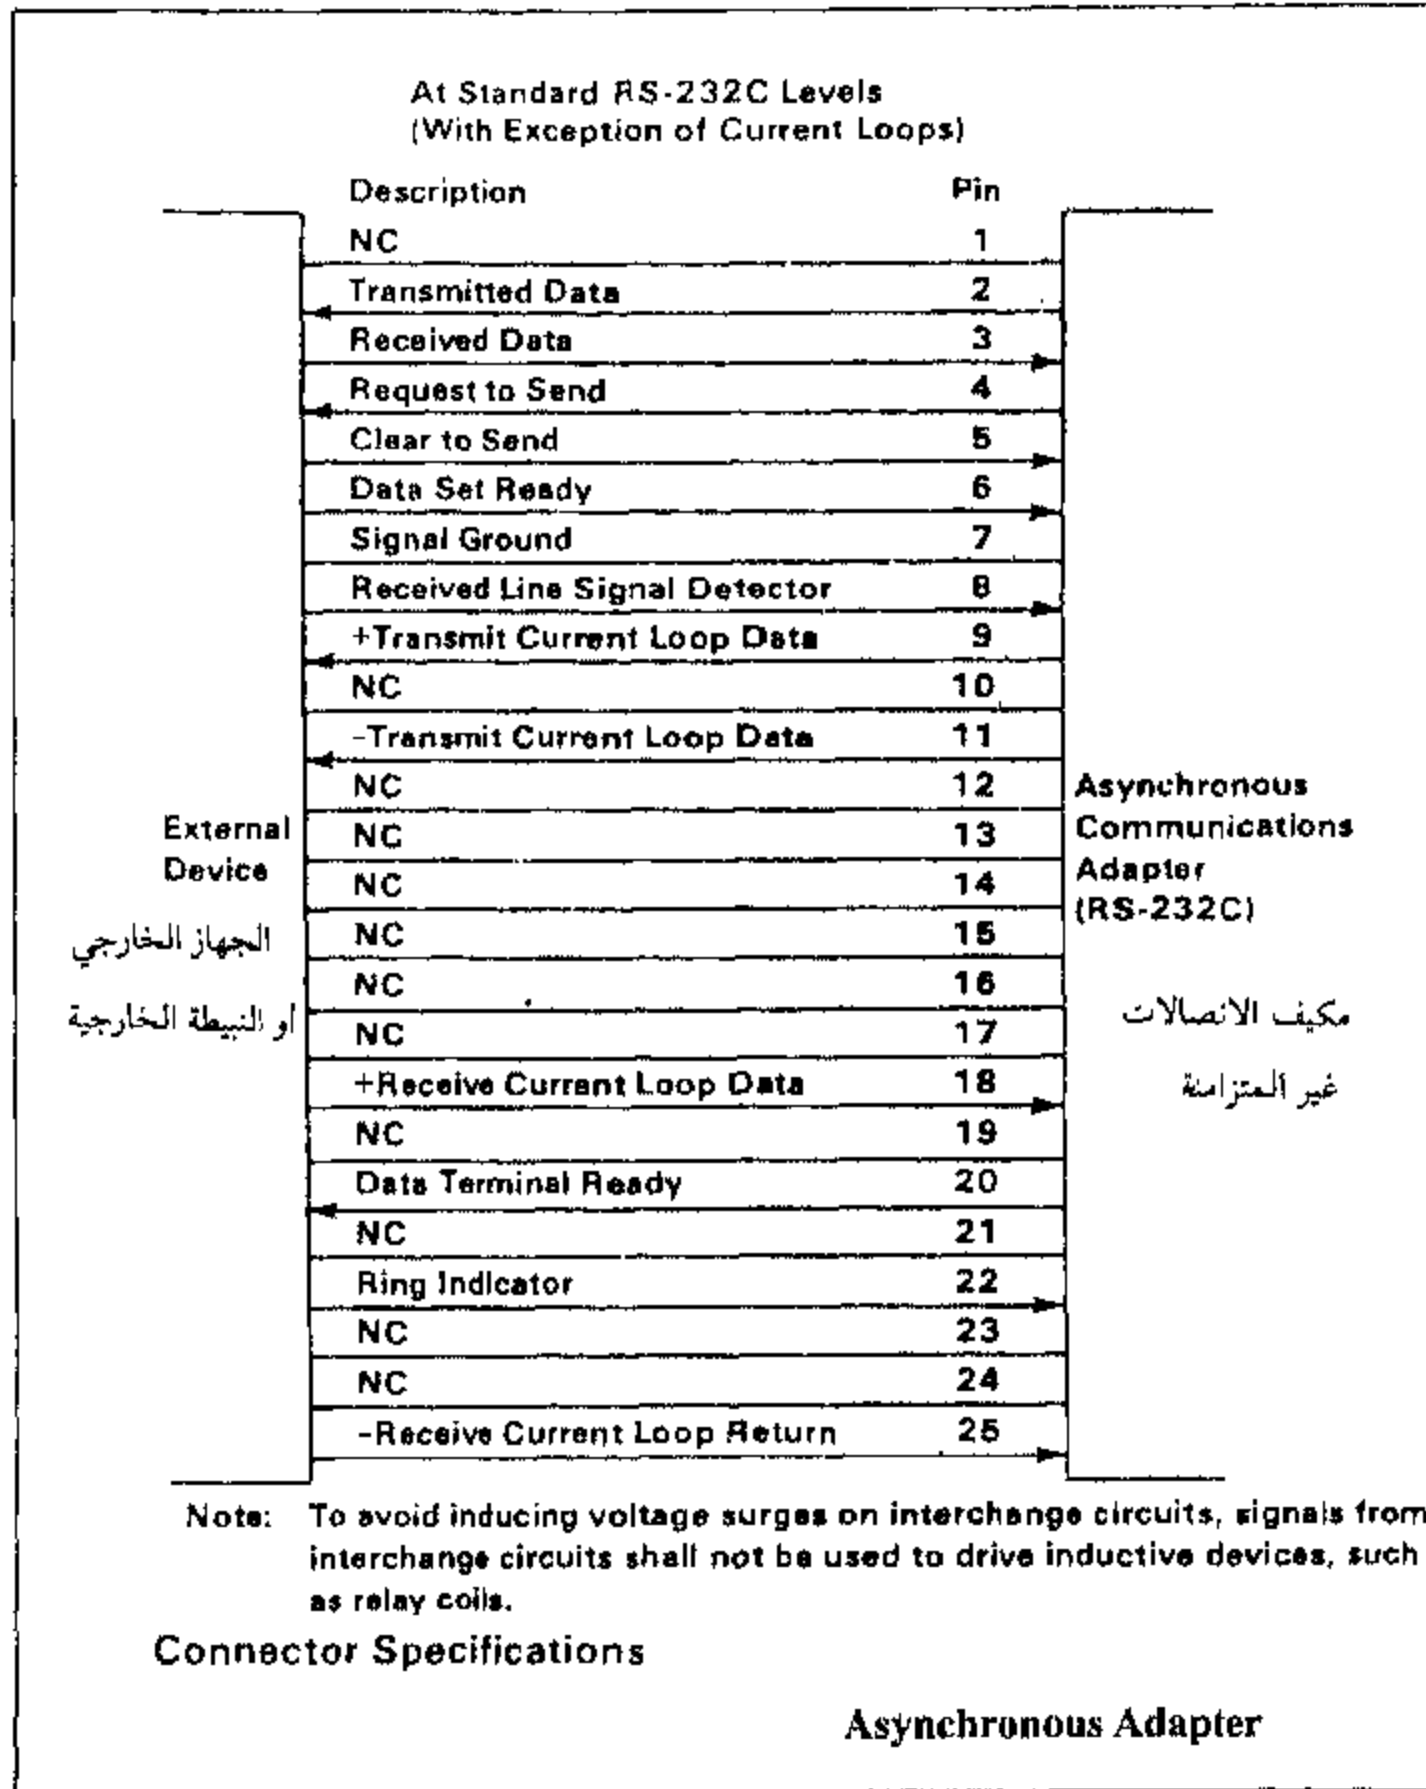 At Standard RS-232C Levels
(With Exception of Current Loops)
Description Pin
NC 1
Transmitted Data 2
Received Data 3
Request to Send 4
Clear to Send 5
Data Set Ready 6
Signal Ground 7
Received Line Signal Detector 8
+Transmit Current Loop Data 9
NC 10
-Transmit Current Loop Data 11
NC 12
NC 13
NC 14
NC 15
NC 16
NC 17
+Receive Current Loop Data 18
NC 19
Data Terminal Ready 20
NC 21
Ring Indicator 22
NC 23
NC 24
-Receive Current Loop Return 25
External
Device
الجهاز الخارجي
او النبيطة الخارجية
Asynchronous
Communications
Adapter
(RS-232C)
مكيف الاتصالات
غير المتزامنة
Note: To avoid inducing voltage surges on interchange circuits, signals from
interchange circuits shall not be used to drive inductive devices, such
as relay coils.
Connector Specifications
Asynchronous Adapter